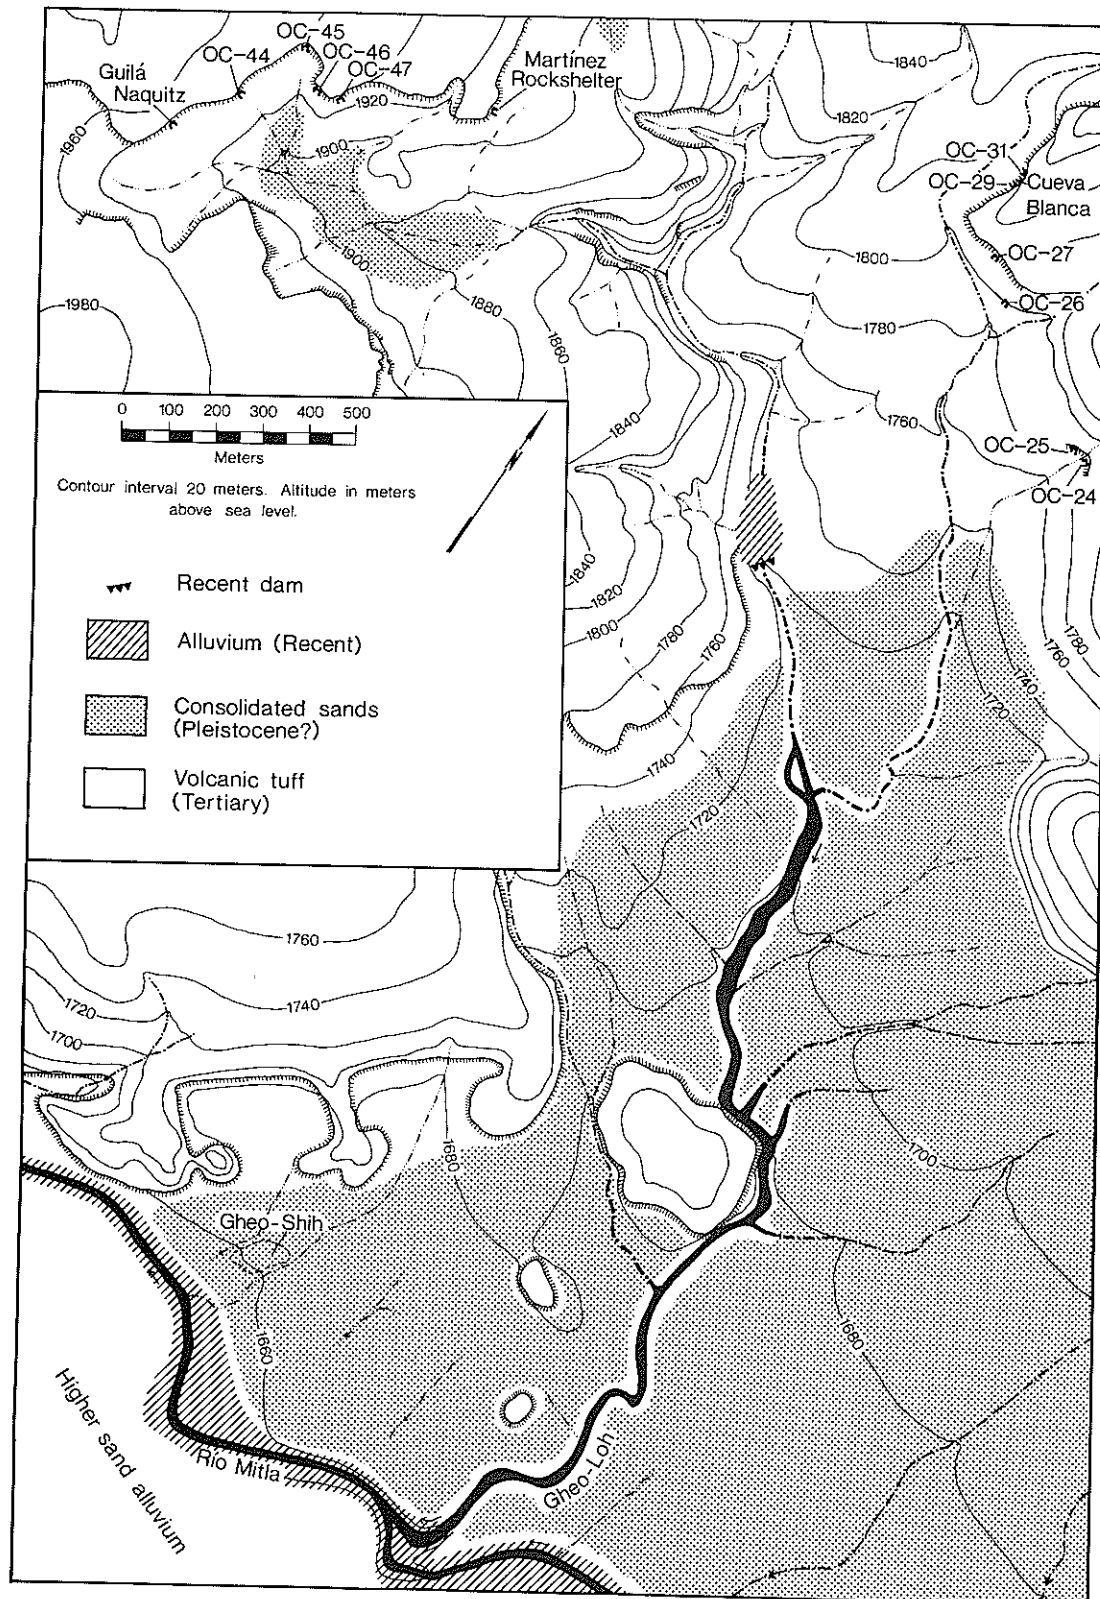 OC-45
OC-44
OC-46
OC-47
Guilá
Naquitz
Martínez
Rockshelter
1920
1960
1900
1900
1880
1980
1860
1840
1840
1820
OC-31
OC-29
Cueva
Blanca
OC-27
1800
OC-26
1780
1760
OC-25
OC-24
0 100 200 300 400 500
Meters
Contour interval 20 meters. Altitude in meters
above sea level.
N
Recent dam
Alluvium (Recent)
Consolidated sands
(Pleistocene?)
Volcanic tuff
(Tertiary)
1840
1820
1800
1780
1760
1740
1720
1780
1760
1740
1720
1760
1740
1720
1700
1680
1700
Gheo-Shih
1660
1680
Higher sand alluvium
Río Mitla
Gheo-Loh